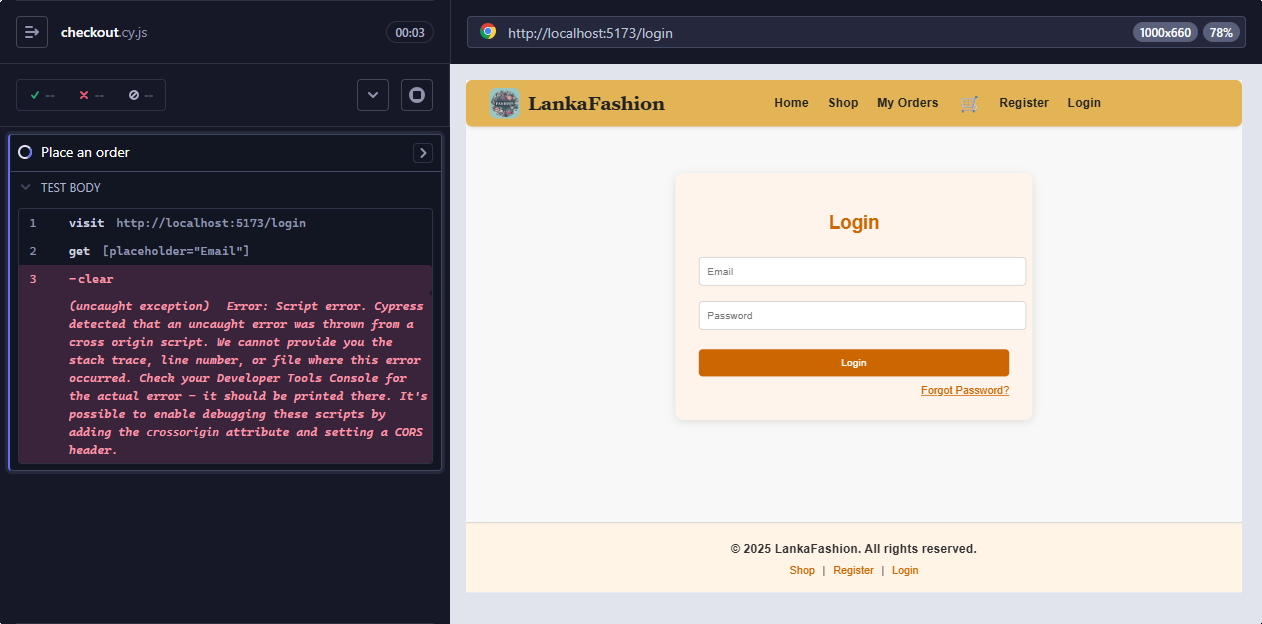 checkout.cy.js
00:03
http://localhost:5173/login
1000x660
78%
--
--
--
Place an order
TEST BODY
1 visit http://localhost:5173/login
2 get [placeholder="Email"]
3 -clear
(uncaught exception) Error: Script error. Cypress
detected that an uncaught error was thrown from a
cross origin script. We cannot provide you the
stack trace, line number, or file where this error
occurred. Check your Developer Tools Console for
the actual error - it should be printed there. It's
possible to enable debugging these scripts by
adding the crossorigin attribute and setting a CORS
header.
FASHION
LankaFashion
Home Shop My Orders Register Login
Login
Email
Password
Login
Forgot Password?
© 2025 LankaFashion. All rights reserved.
Shop | Register | Login